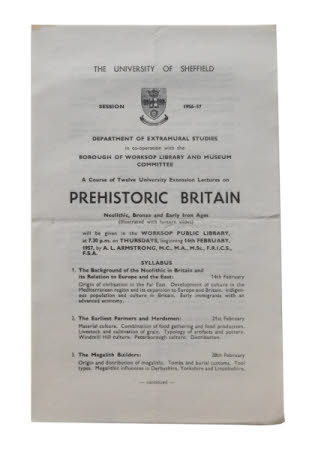 THE UNIVERSITY OF SHEFFIELD
SESSION 1956-57
DEPARTMENT OF EXTRAMURAL STUDIES
in co-operation with the
BOROUGH OF WORKSOP LIBRARY AND MUSEUM
COMMITTEE
A Course of Twelve University Extension Lectures on
PREHISTORIC BRITAIN
Neolithic, Bronze and Early Iron Ages
(illustrated with lantern slides)
will be given in the WORKSOP PUBLIC LIBRARY,
at 7.30 p.m. on THURSDAYS, beginning 14th FEBRUARY,
1957, by A. L. ARMSTRONG, M.C., M.A., M.Sc., F.R.I.C.S.,
F.S.A.
SYLLABUS
1. The Background of the Neolithic in Britain and
its Relation to Europe and the East: 14th February
Origin of civilisation in the Far East. Development of culture in the
Mediterranean region and its expansion to Europe and Britain. Indigen-
ous population and culture in Britain. Early immigrants with an
advanced economy.
2. The Earliest Farmers and Herdsmen: 21st February
Material culture. Combination of food gathering and food production.
Livestock and cultivation of grain. Typology of artifacts and pattern.
Windmill Hill culture. Peterborough culture. Distribution.
3. The Megalith Builders: 28th February
Origin and distribution of megaliths. Tombs and burial customs. Tool
types. Megalithic influences in Derbyshire, Yorkshire and Lincolnshire.
— continued —